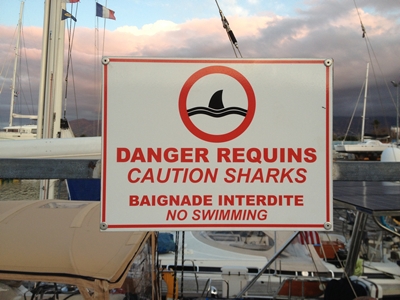 DANGER REQUINS
CAUTION SHARKS
BAIGNADE INTERDITE
NO SWIMMING